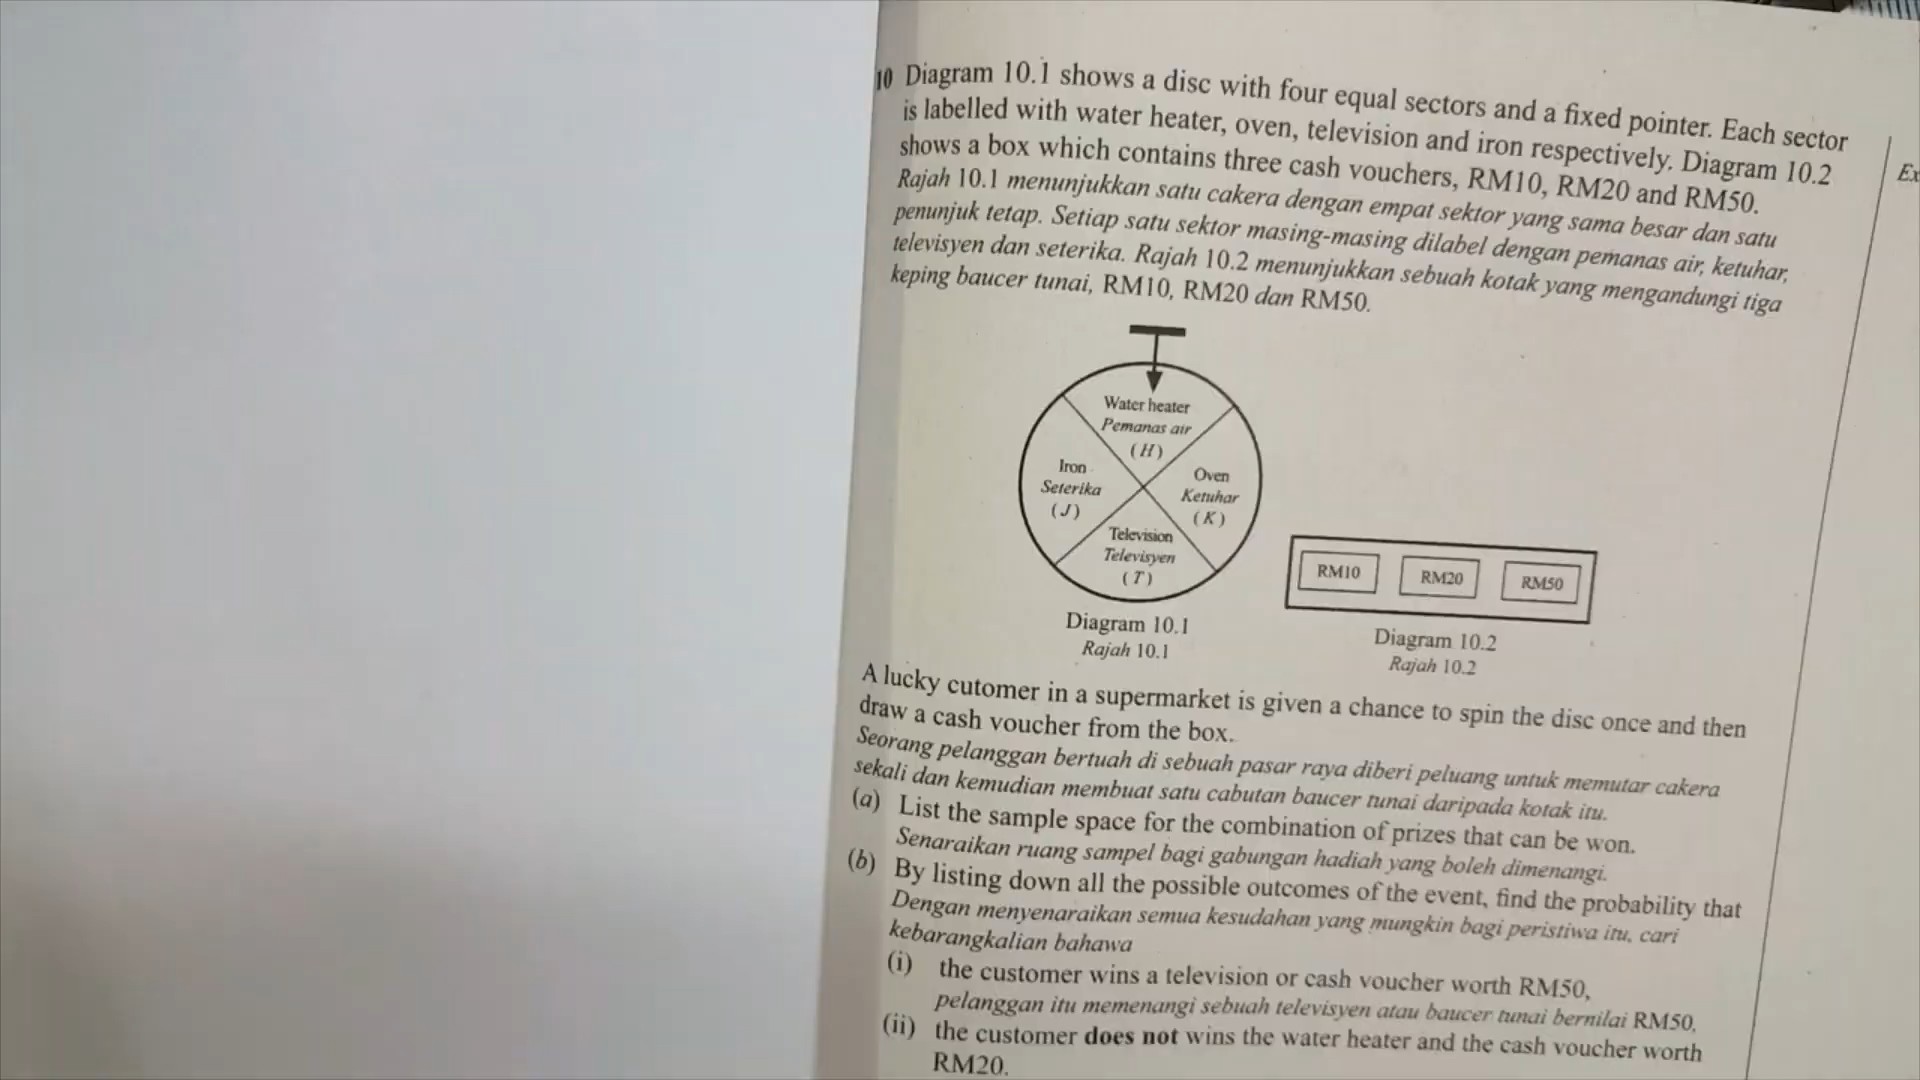 10 Diagram 10.1 shows a disc with four equal sectors and a fixed pointer. Each sector
is labelled with water heater, oven, television and iron respectively. Diagram 10.2
shows a box which contains three cash vouchers, RM10, RM20 and RM50.
Rajah 10.1 menunjukkan satu cakera dengan empat sektor yang sama besar dan satu
penunjuk tetap. Setiap satu sektor masing-masing dilabel dengan pemanas air, ketuhar,
televisyen dan seterika. Rajah 10.2 menunjukkan sebuah kotak yang mengandungi tiga
keping baucer tunai, RM10, RM20 dan RM50.
Water heater
Pemanas air
(H)
Iron
Seterika
(J)
Oven
Ketuhar
(K)
Television
Televisyen
(T)
Diagram 10.1
Rajah 10.1
RM10 RM20 RM50
Diagram 10.2
Rajah 10.2
A lucky cutomer in a supermarket is given a chance to spin the disc once and then
draw a cash voucher from the box.
Seorang pelanggan bertuah di sebuah pasar raya diberi peluang untuk memutar cakera
sekali dan kemudian membuat satu cabutan baucer tunai daripada kotak itu.
(a) List the sample space for the combination of prizes that can be won.
Senaraikan ruang sampel bagi gabungan hadiah yang boleh dimenangi.
(b) By listing down all the possible outcomes of the event, find the probability that
Dengan menyenaraikan semua kesudahan yang mungkin bagi peristiwa itu, cari
kebarangkalian bahawa
(i) the customer wins a television or cash voucher worth RM50,
pelanggan itu memenangi sebuah televisyen atau baucer tunai bernilai RM50,
(ii) the customer does not wins the water heater and the cash voucher worth
RM20.